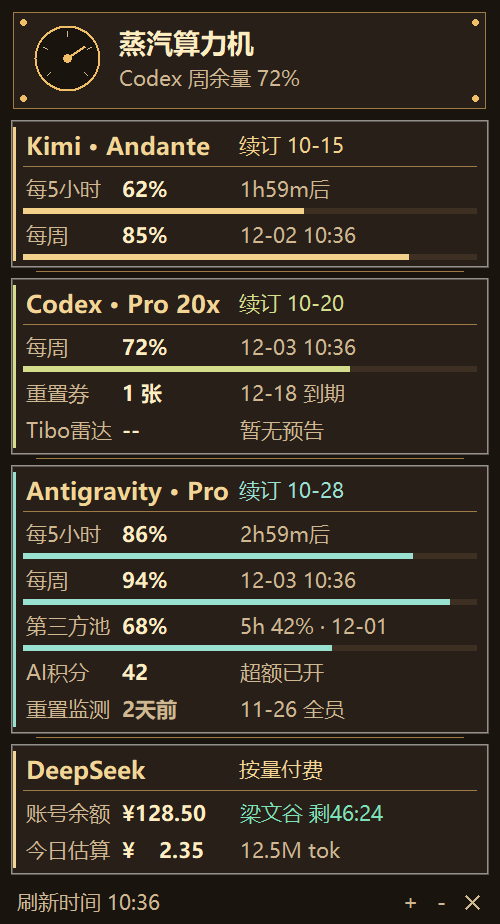 蒸汽算力机
Codex 周余量 72%
Kimi • Andante 续订 10-15
每5小时 62% 1h59m后
每周 85% 12-02 10:36
Codex • Pro 20x 续订 10-20
每周 72% 12-03 10:36
重置券 1 张 12-18 到期
Tibo雷达 -- 暂无预告
Antigravity • Pro 续订 10-28
每5小时 86% 2h59m后
每周 94% 12-03 10:36
第三方池 68% 5h 42% · 12-01
AI积分 42 超额已开
重置监测 2天前 11-26 全员
DeepSeek 按量付费
账号余额 ¥128.50 梁文谷 剩46:24
今日估算 ¥ 2.35 12.5M tok
刷新时间 10:36 + - ×